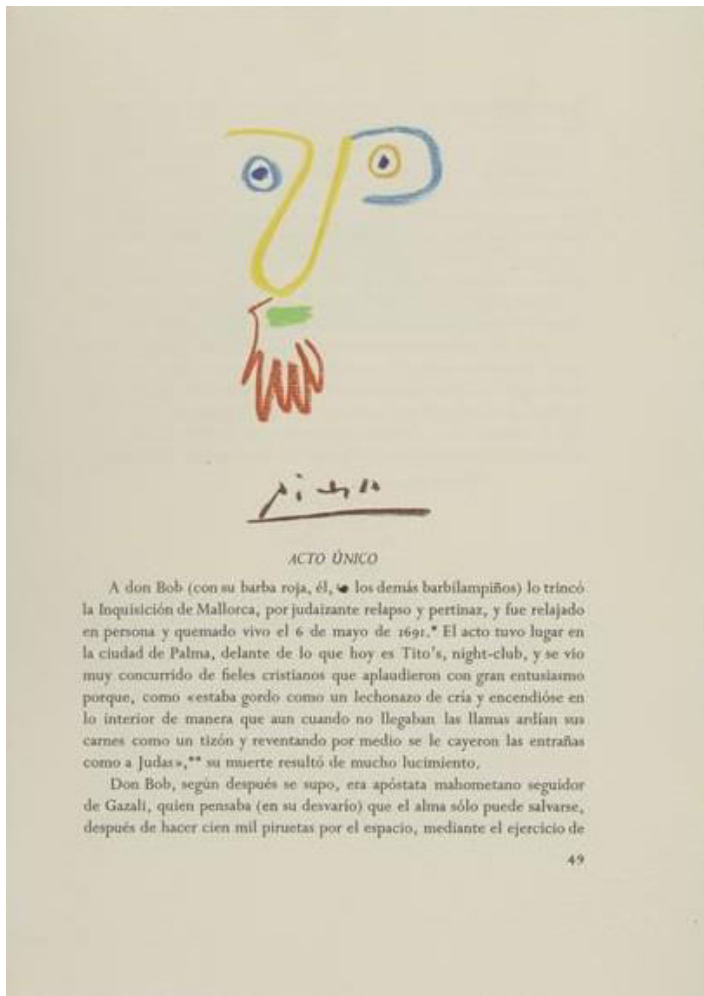 Picasso
ACTO ÚNICO
A don Bob (con su barba roja, él, los demás barbilampiños) lo trincó
la Inquisición de Mallorca, por judaizante relapso y pertinaz, y fue relajado
en persona y quemado vivo el 6 de mayo de 1691.* El acto tuvo lugar en
la ciudad de Palma, delante de lo que hoy es Tito's, night-club, y se vio
muy concurrido de fieles cristianos que aplaudieron con gran entusiasmo
porque, como «estaba gordo como un lechonazo de cría y encendióse en
lo interior de manera que aun cuando no llegaban las llamas ardían sus
carnes como un tizón y reventando por medio se le cayeron las entrañas
como a Judas»,** su muerte resultó de mucho lucimiento.
Don Bob, según después se supo, era apóstata mahometano seguidor
de Gazali, quien pensaba (en su desvarío) que el alma sólo puede salvarse,
después de hacer cien mil piruetas por el espacio, mediante el ejercicio de
49